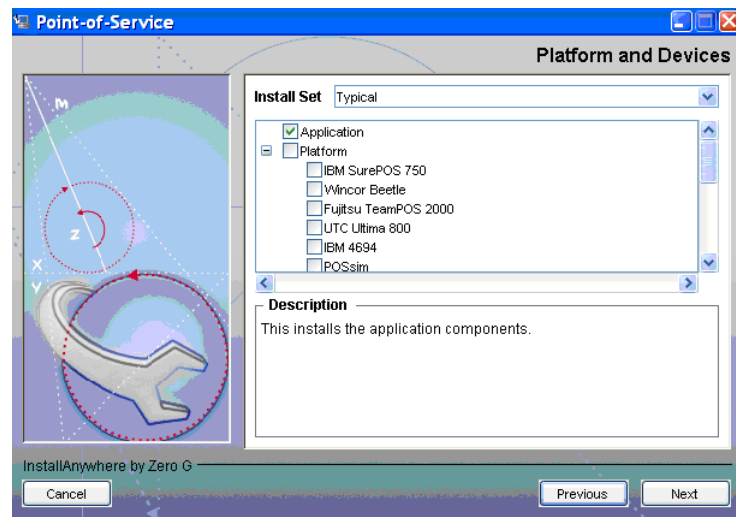 Point-of-Service
Platform and Devices
Install Set Typical
Application
Platform
IBM SurePOS 750
Wincor Beetle
Fujitsu TeamPOS 2000
UTC Ultima 800
IBM 4694
POSsim
Description
This installs the application components.
M
Z
X
Y
InstallAnywhere by Zero G
Cancel Previous Next